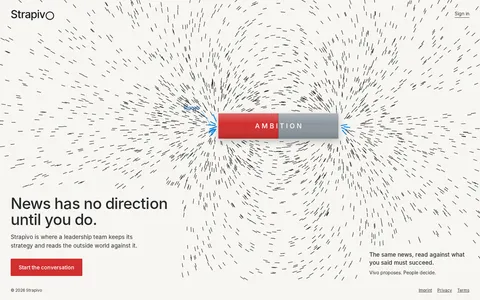 Strapivo
Sign in
AMBITION
News has no direction
until you do.
Strapivo is where a leadership team keeps its
strategy and reads the outside world against it.
Start the conversation
The same news, read against what
you said must succeed.
Vivo proposes. People decide.
© 2026 Strapivo
Imprint Privacy Terms